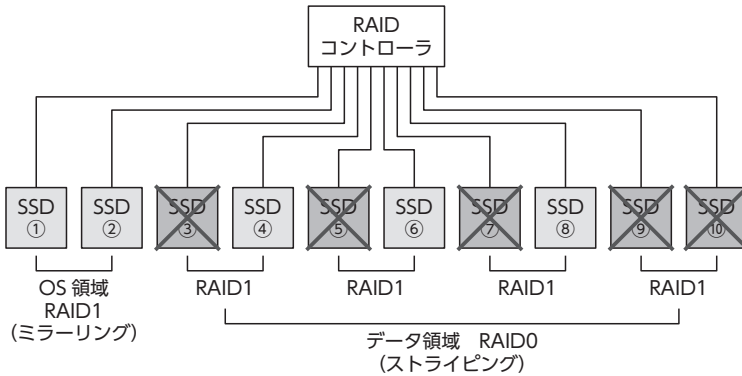 RAID
コントローラ
SSD
①
SSD
②
SSD
③
SSD
④
SSD
⑤
SSD
⑥
SSD
⑦
SSD
⑧
SSD
⑨
SSD
⑩
OS 領域
RAID1
(ミラーリング)
RAID1
RAID1
RAID1
RAID1
データ領域 RAID0
(ストライピング)